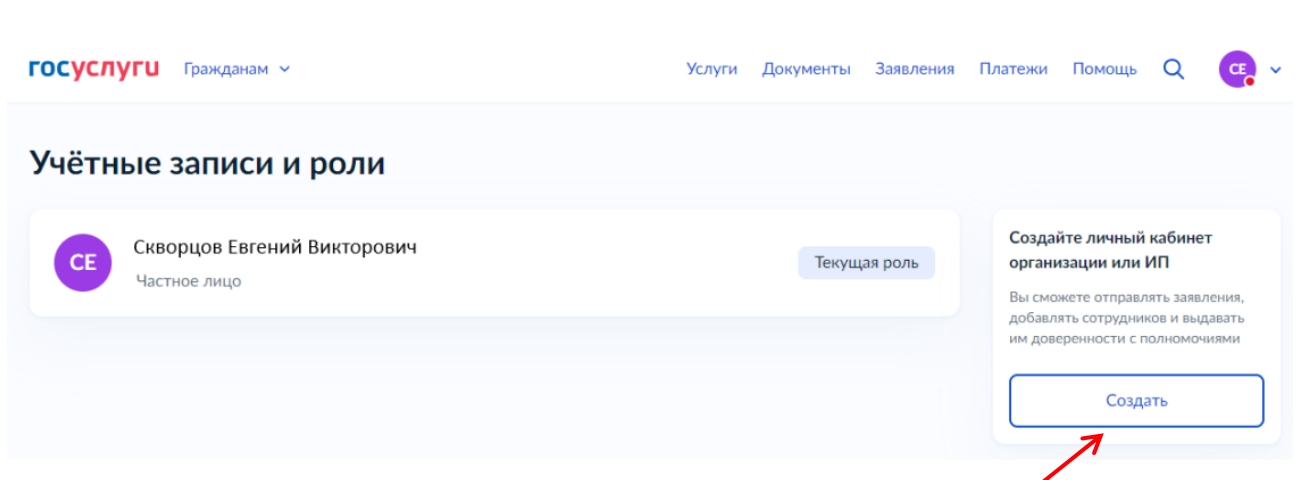 госуслуги Гражданам Услуги Документы Заявления Платежи Помощь СЕ
Учётные записи и роли
СЕ
Скворцов Евгений Викторович
Частное лицо
Текущая роль
Создайте личный кабинет
организации или ИП
Вы сможете отправлять заявления,
добавлять сотрудников и выдавать
им доверенности с полномочиями
Создать